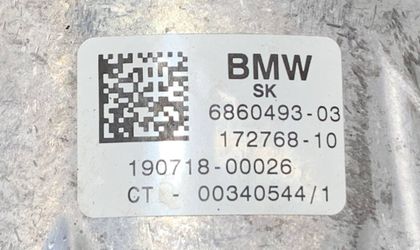 BMW
SK
6860493-03
172768-10
190718-00026
CT - 00340544/1